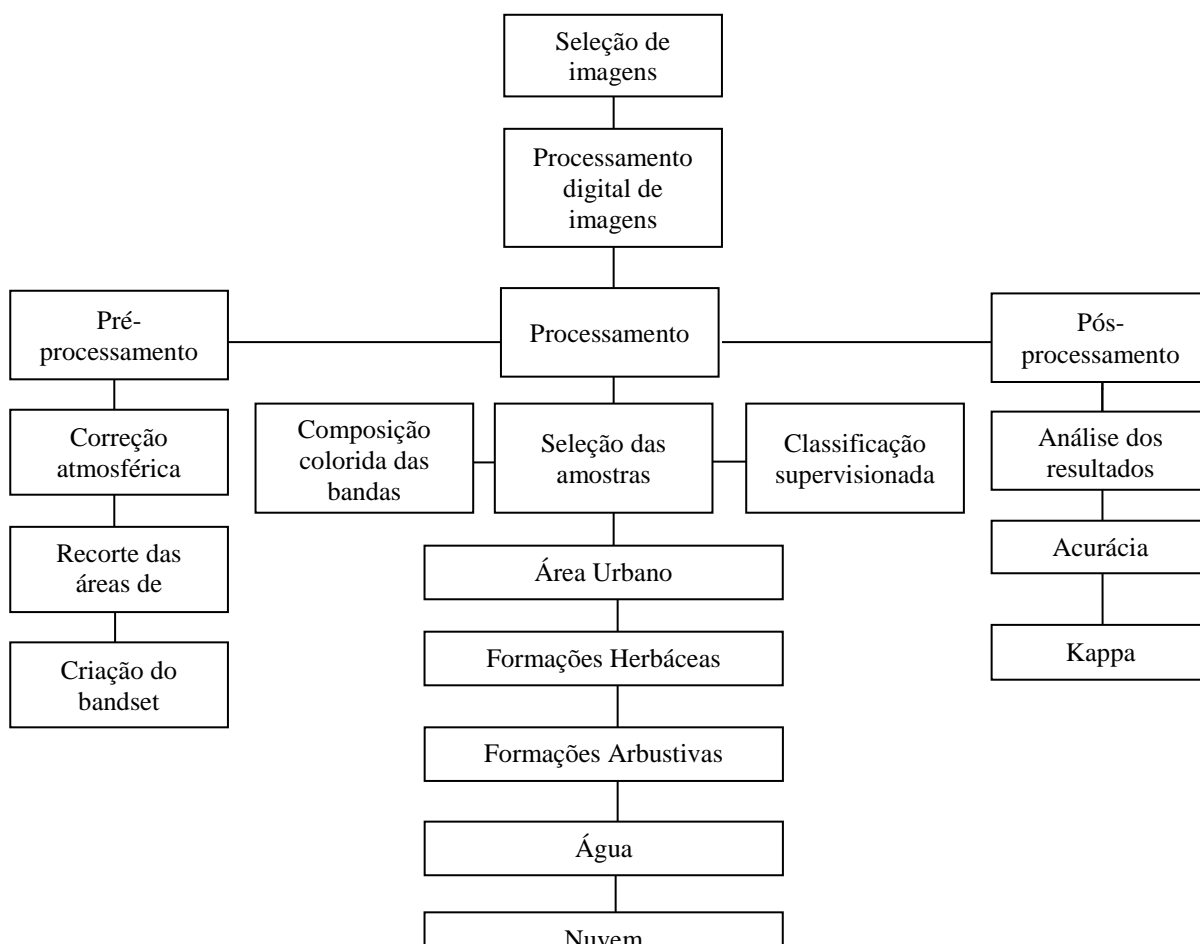 Seleção de
imagens
Processamento
digital de
imagens
Pré-
processamento
Processamento
Pós-
processamento
Correção
atmosférica
Composição
colorida das
bandas
Seleção das
amostras
Classificação
supervisionada
Análise dos
resultados
Recorte das
áreas de
Área Urbano
Acurácia
Criação do
bandset
Formações Herbáceas
Kappa
Formações Arbustivas
Água
Nuvem